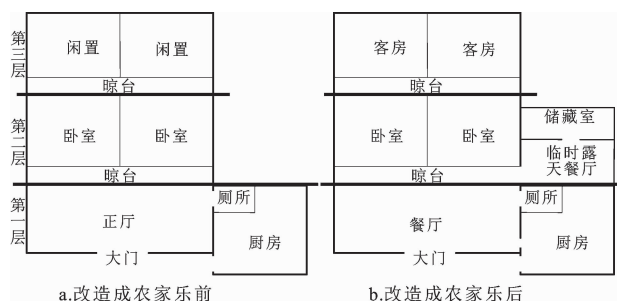 第三层
闲置 闲置
晾台
第二层
卧室 卧室
晾台
第一层
厕所
正厅
厨房
大门
a.改造成农家乐前
客房 客房
晾台
储藏室
卧室 卧室
临时露
天餐厅
晾台
厕所
餐厅
厨房
大门
b.改造成农家乐后